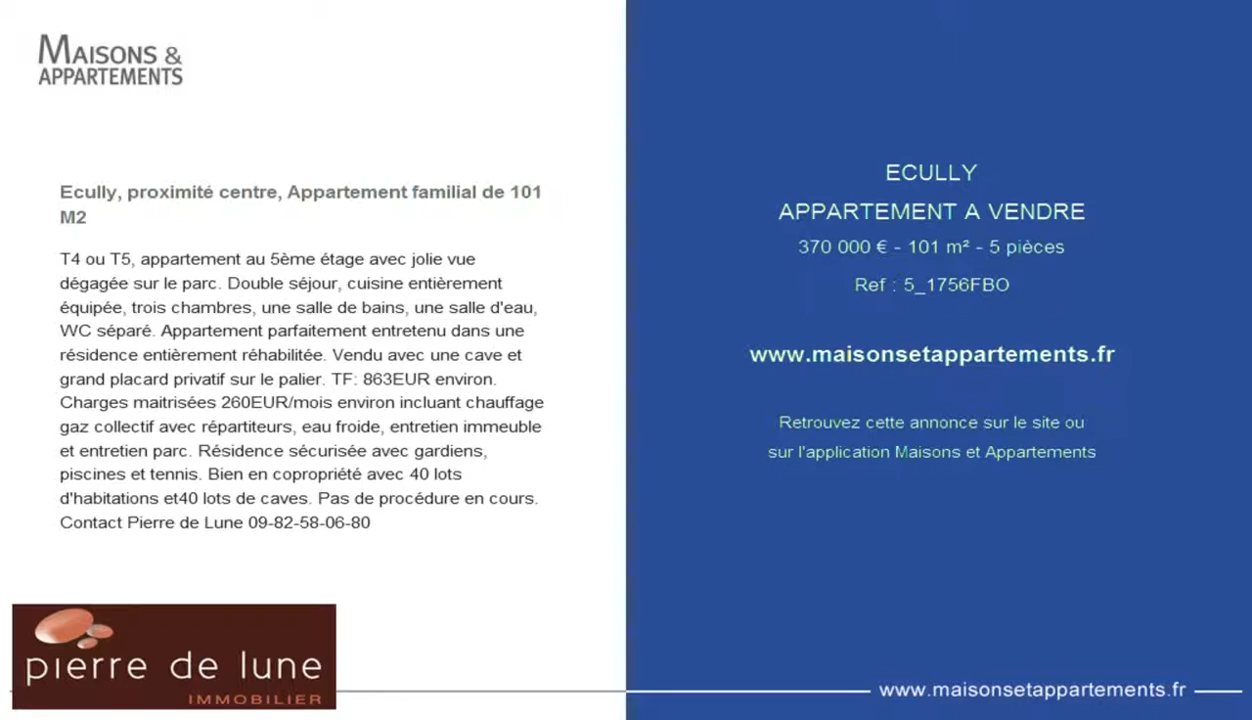 MAISONS &
APPARTEMENTS
Ecully, proximité centre, Appartement familial de 101
M2
T4 ou T5, appartement au 5ème étage avec jolie vue
dégagée sur le parc. Double séjour, cuisine entièrement
équipée, trois chambres, une salle de bains, une salle d'eau,
WC séparé. Appartement parfaitement entretenu dans une
résidence entièrement réhabilitée. Vendu avec une cave et
grand placard privatif sur le palier. TF: 863EUR environ.
Charges maitrisées 260EUR/mois environ incluant chauffage
gaz collectif avec répartiteurs, eau froide, entretien immeuble
et entretien parc. Résidence sécurisée avec gardiens,
piscines et tennis. Bien en copropriété avec 40 lots
d'habitations et40 lots de caves. Pas de procédure en cours.
Contact Pierre de Lune 09-82-58-06-80
pierre de lune
IMMOBILIER
ECULLY
APPARTEMENT A VENDRE
370 000 € - 101 m² - 5 pièces
Ref : 5_1756FBO
www.maisonsetappartements.fr
Retrouvez cette annonce sur le site ou
sur l'application Maisons et Appartements
www.maisonsetappartements.fr